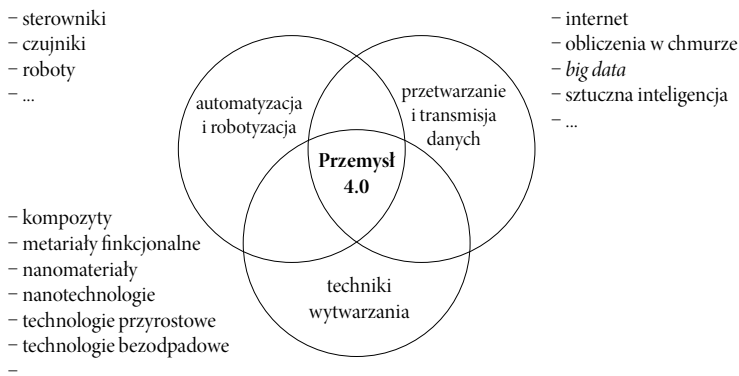 – sterowniki
– czujniki
– roboty
– ...
– internet
– obliczenia w chmurze
– big data
– sztuczna inteligencja
– ...
automatyzacja
i robotyzacja
przetwarzanie
i transmisja
danych
Przemysł
4.0
– kompozyty
– metariały finkcjonalne
– nanomateriały
– nanotechnologie
– technologie przyrostowe
– technologie bezodpadowe
–
techniki
wytwarzania